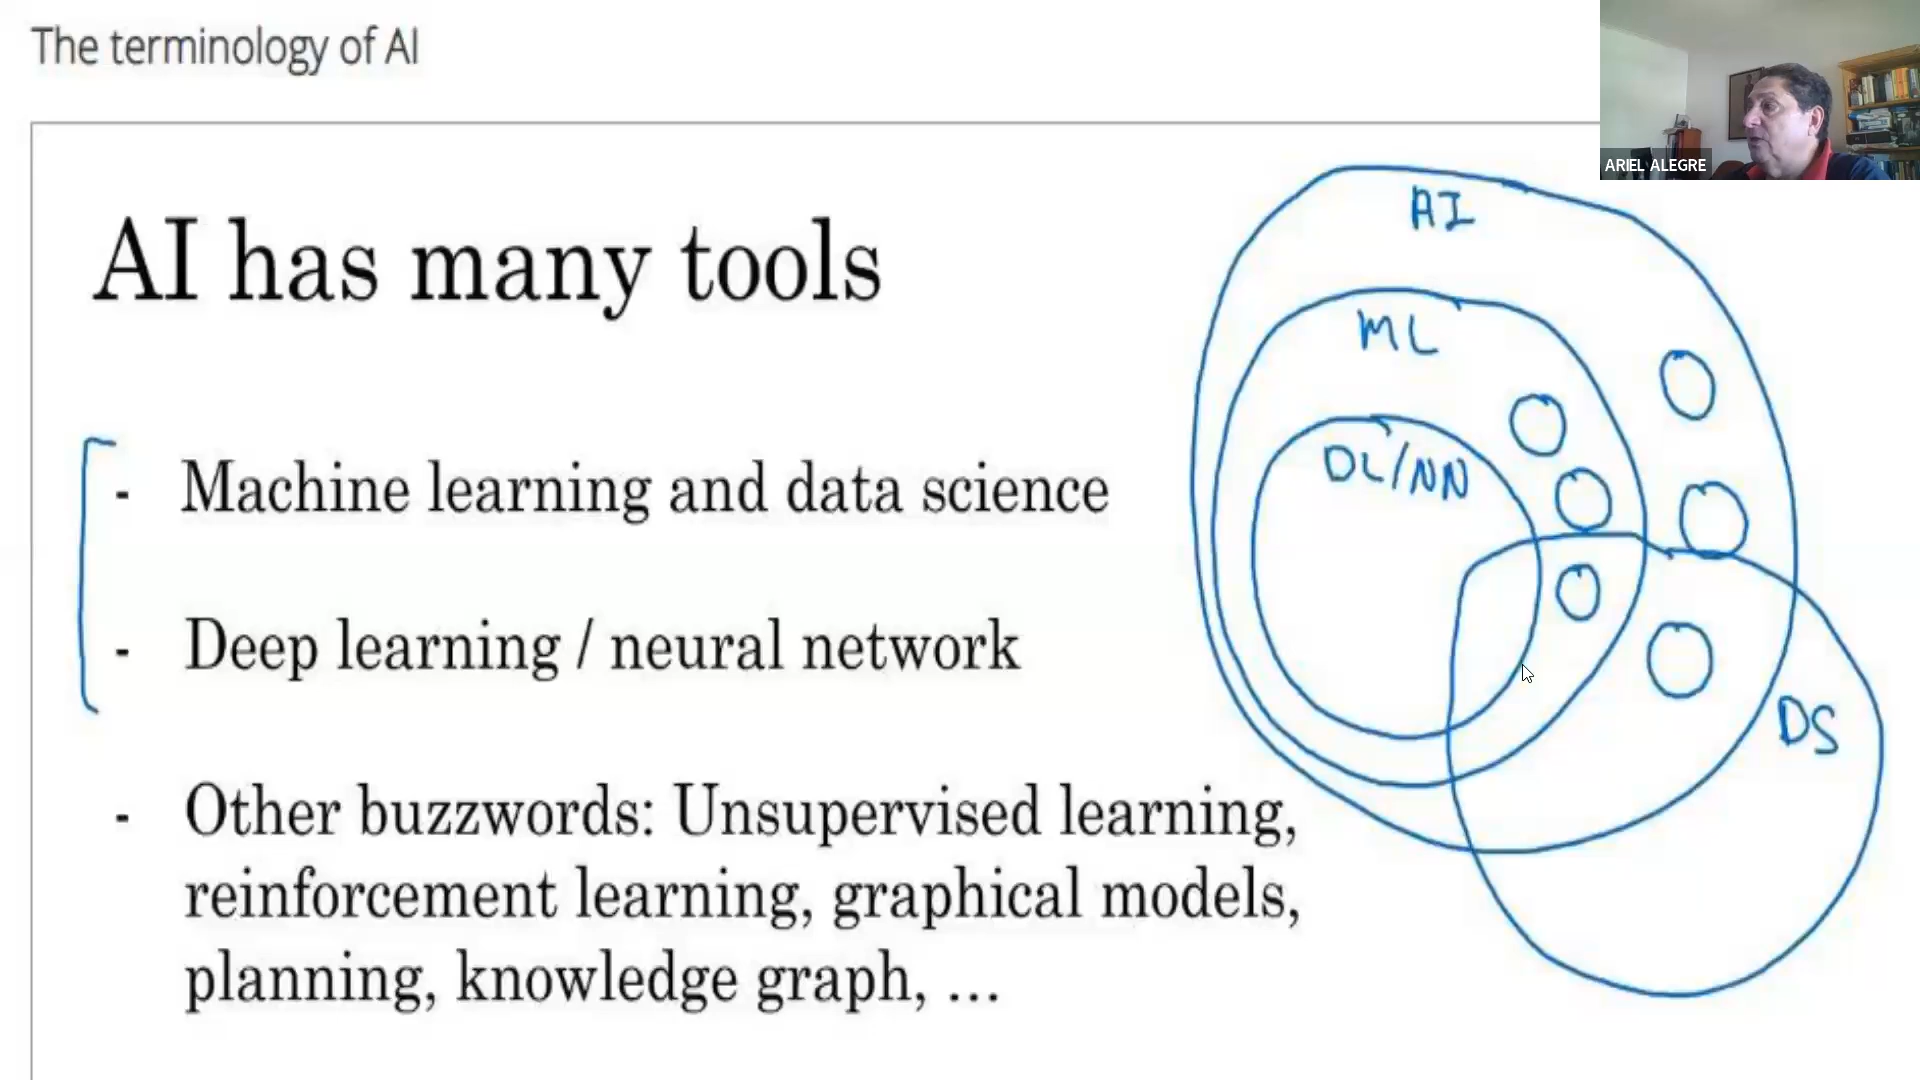 The terminology of AI
ARIEL ALEGRE
AI has many tools
- Machine learning and data science
- Deep learning / neural network
- Other buzzwords: Unsupervised learning,
reinforcement learning, graphical models,
planning, knowledge graph, ...
AI
ML
DL/NN
DS